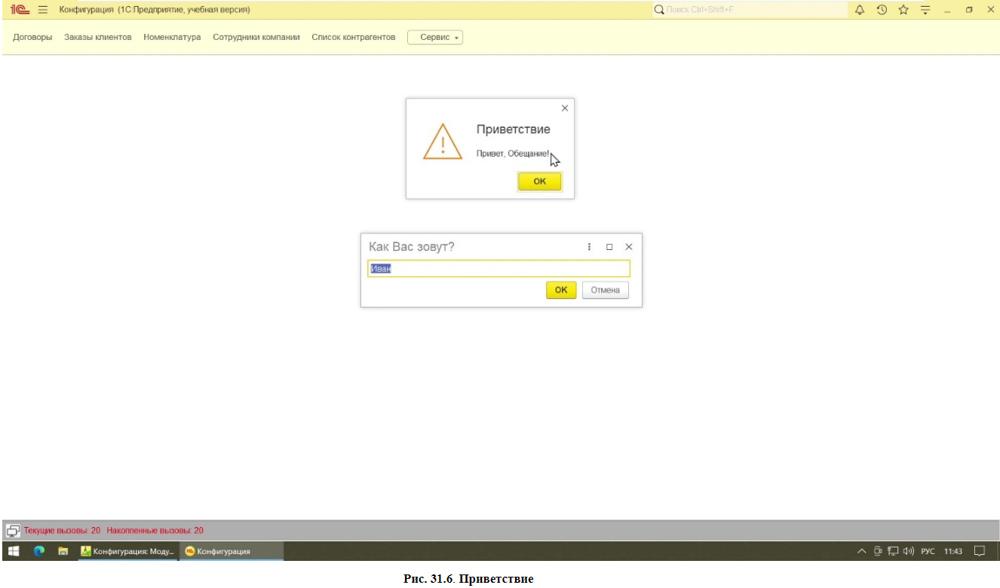 1С Конфигурация (1С:Предприятие, учебная версия) Поиск Ctrl+Shift+F
Договоры Заказы клиентов Номенклатура Сотрудники компании Список контрагентов Сервис
Приветствие
Привет, Обещание!
OK
Как Вас зовут?
Иван
OK Отмена
Текущие вызовы: 20 Накопленные вызовы: 20
Конфигурация: Моду... Конфигурация РУС 11:43
Рис. 31.6. Приветствие